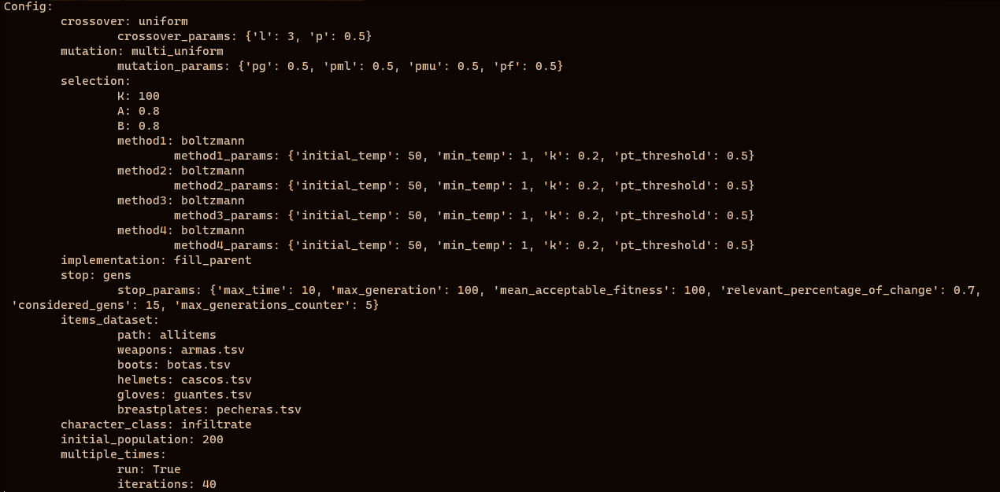 Config:
crossover: uniform
crossover_params: {'l': 3, 'p': 0.5}
mutation: multi_uniform
mutation_params: {'pg': 0.5, 'pml': 0.5, 'pmu': 0.5, 'pf': 0.5}
selection:
K: 100
A: 0.8
B: 0.8
method1: boltzmann
method1_params: {'initial_temp': 50, 'min_temp': 1, 'k': 0.2, 'pt_threshold': 0.5}
method2: boltzmann
method2_params: {'initial_temp': 50, 'min_temp': 1, 'k': 0.2, 'pt_threshold': 0.5}
method3: boltzmann
method3_params: {'initial_temp': 50, 'min_temp': 1, 'k': 0.2, 'pt_threshold': 0.5}
method4: boltzmann
method4_params: {'initial_temp': 50, 'min_temp': 1, 'k': 0.2, 'pt_threshold': 0.5}
implementation: fill_parent
stop: gens
stop_params: {'max_time': 10, 'max_generation': 100, 'mean_acceptable_fitness': 100, 'relevant_percentage_of_change': 0.7,
'considered_gens': 15, 'max_generations_counter': 5}
items_dataset:
path: allitems
weapons: armas.tsv
boots: botas.tsv
helmets: cascos.tsv
gloves: guantes.tsv
breastplates: pecheras.tsv
character_class: infiltrate
initial_population: 200
multiple_times:
run: True
iterations: 40